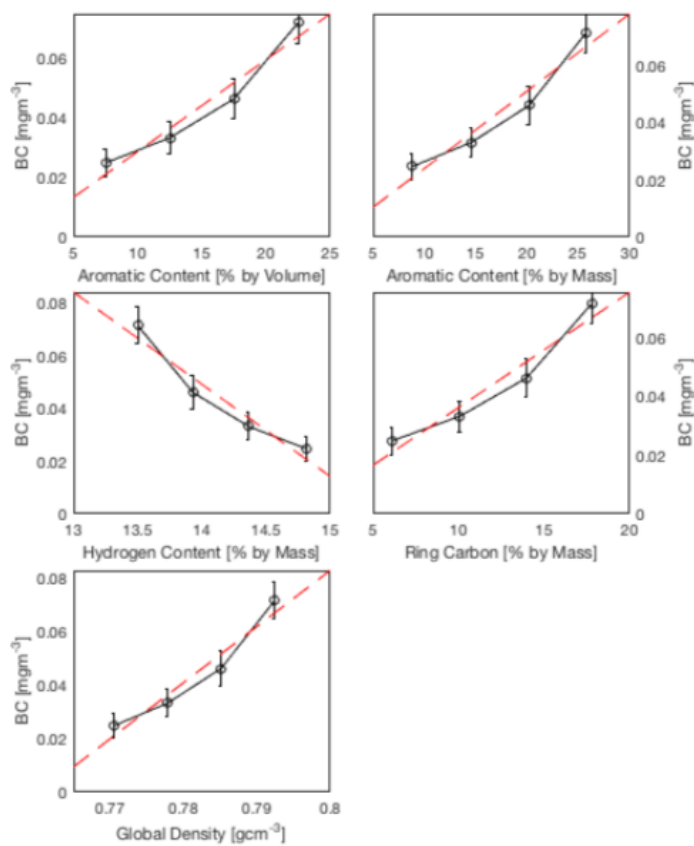 0.06
0.04
0.02
0
BC [mgm-3]
5 10 15 20 25
Aromatic Content [% by Volume]
0.06
0.04
0.02
0
BC [mgm-3]
5 10 15 20 25 30
Aromatic Content [% by Mass]
0.08
0.06
0.04
0.02
0
BC [mgm-3]
13 13.5 14 14.5 15
Hydrogen Content [% by Mass]
0.06
0.04
0.02
0
BC [mgm-3]
5 10 15 20
Ring Carbon [% by Mass]
0.08
0.06
0.04
0.02
0
BC [mgm-3]
0.77 0.78 0.79 0.8
Global Density [gcm-3]